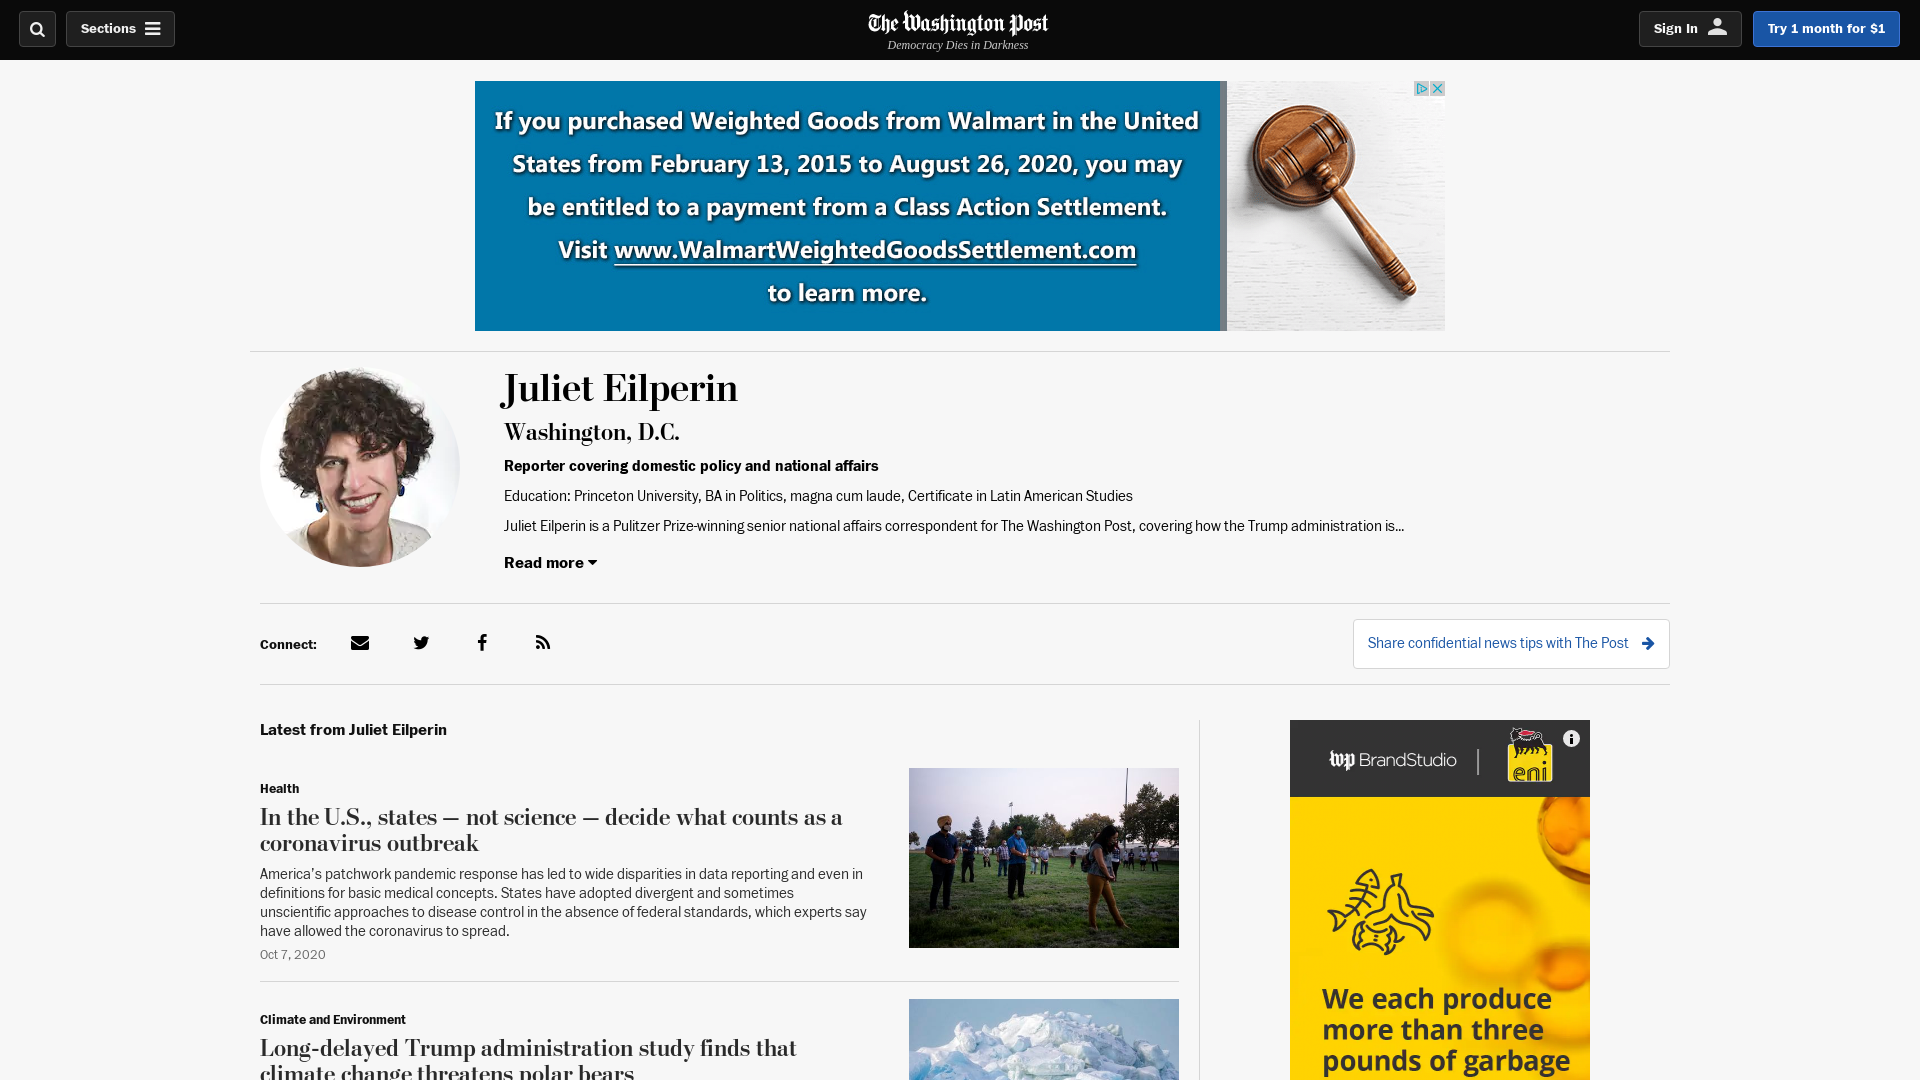 Sections
The Washington Post
Democracy Dies in Darkness
Sign In
Try 1 month for $1
If you purchased Weighted Goods from Walmart in the United
States from February 13, 2015 to August 26, 2020, you may
be entitled to a payment from a Class Action Settlement.
Visit www.WalmartWeightedGoodsSettlement.com
to learn more.
Juliet Eilperin
Washington, D.C.
Reporter covering domestic policy and national affairs
Education: Princeton University, BA in Politics, magna cum laude, Certificate in Latin American Studies
Juliet Eilperin is a Pulitzer Prize-winning senior national affairs correspondent for The Washington Post, covering how the Trump administration is...
Read more
Connect:
Share confidential news tips with The Post
Latest from Juliet Eilperin
Health
In the U.S., states — not science — decide what counts as a
coronavirus outbreak
America’s patchwork pandemic response has led to wide disparities in data reporting and even in
definitions for basic medical concepts. States have adopted divergent and sometimes
unscientific approaches to disease control in the absence of federal standards, which experts say
have allowed the coronavirus to spread.
Oct 7, 2020
Climate and Environment
Long-delayed Trump administration study finds that
climate change threatens polar bears
wp BrandStudio
eni
We each produce
more than three
pounds of garbage